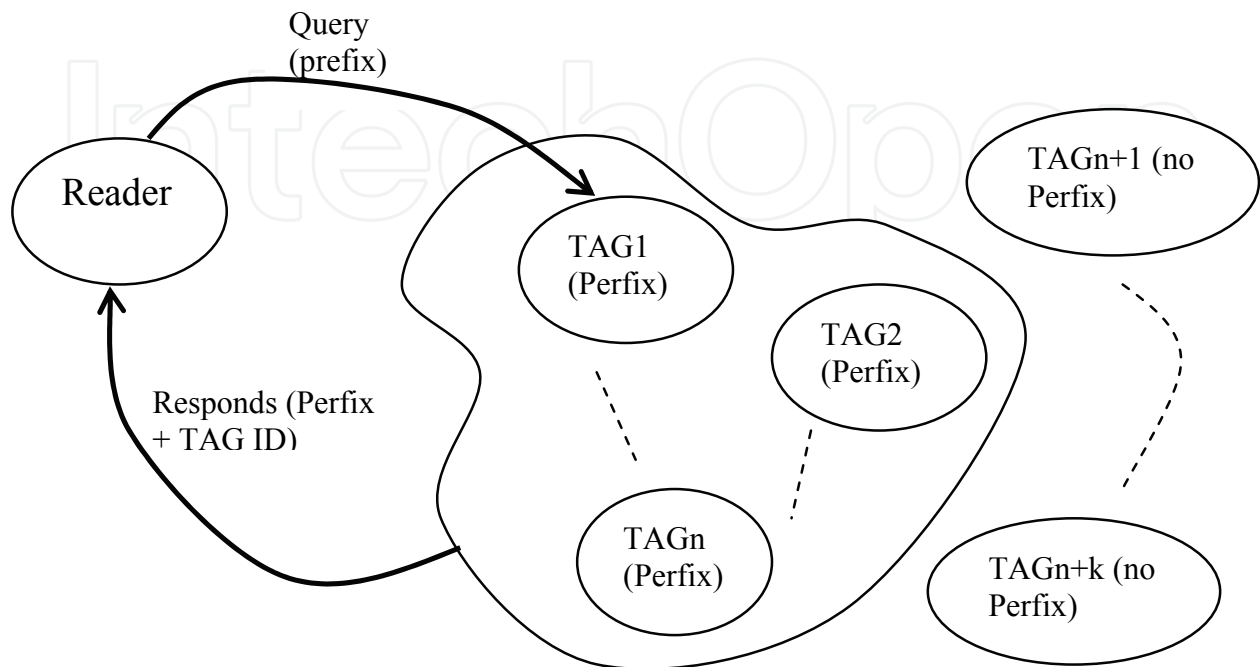 Query
(prefix)
IntechOpen
Reader
TAG1
(Perfix)
TAG2
(Perfix)
TAGn
(Perfix)
TAGn+1 (no
Perfix)
TAGn+k (no
Perfix)
Responds (Perfix
+ TAG ID)